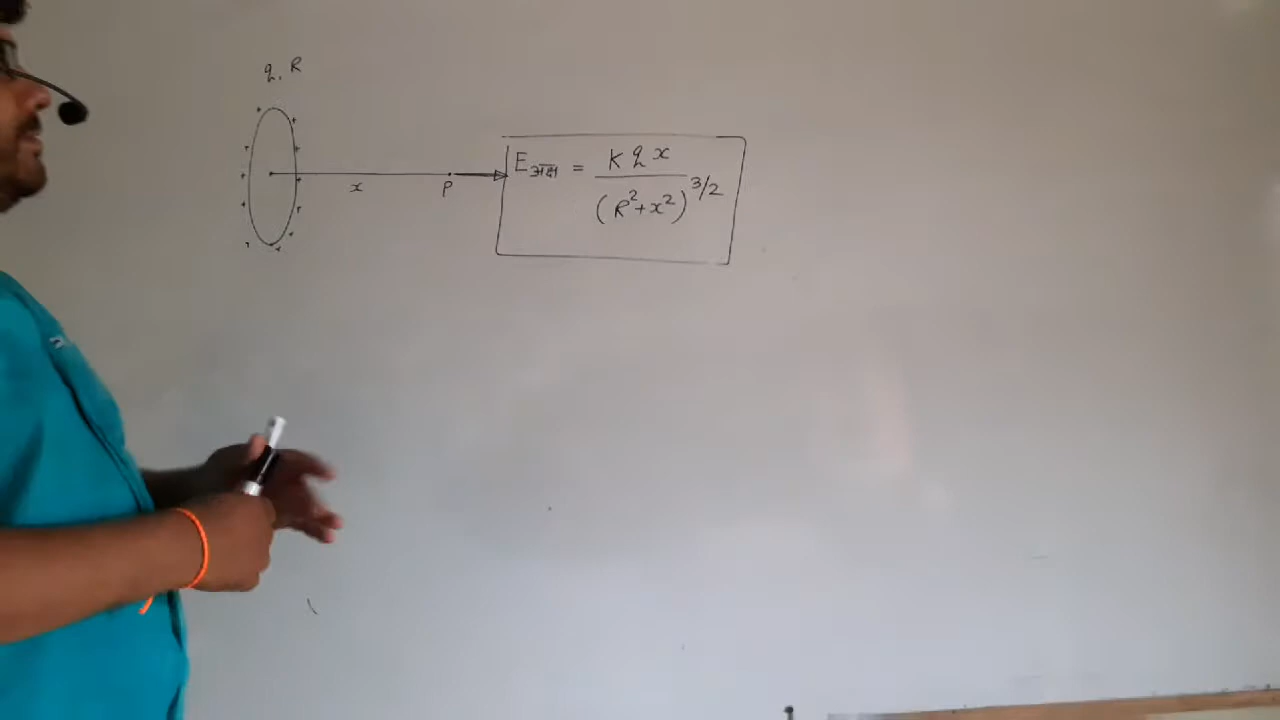 q, R
x
P
E अक्ष = K q x / (R² + x²)^3/2